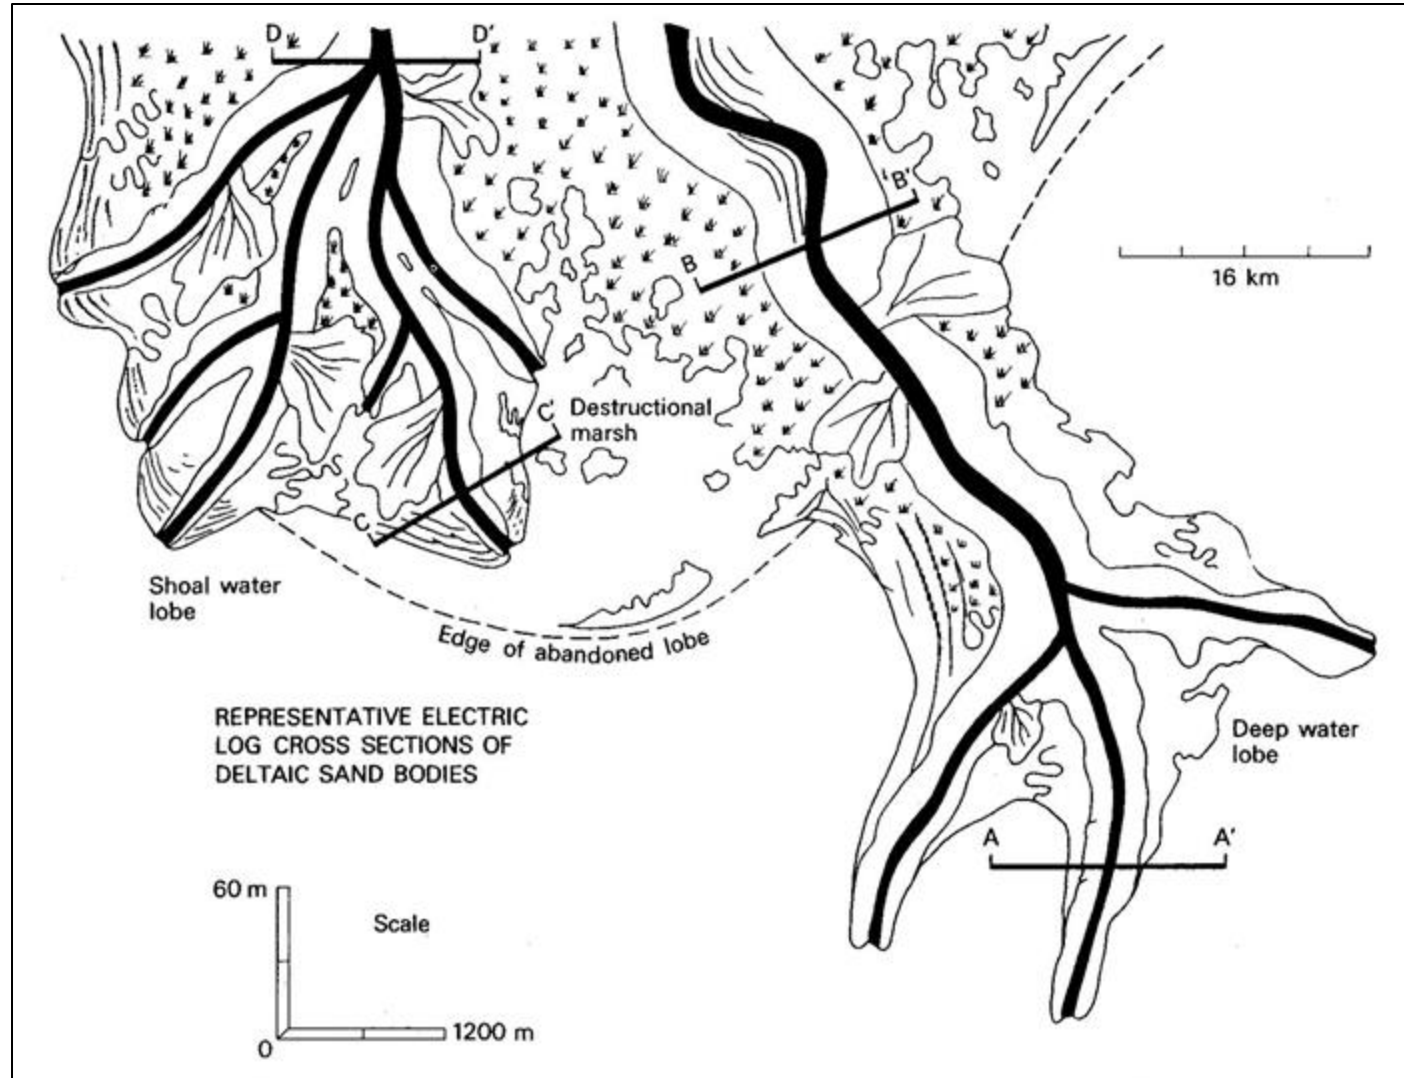 D
D'
B'
B
16 km
C'
Destructional
marsh
C
Shoal water
lobe
Edge of abandoned lobe
REPRESENTATIVE ELECTRIC
LOG CROSS SECTIONS OF
DELTAIC SAND BODIES
Deep water
lobe
A
A'
60 m
Scale
1200 m
0